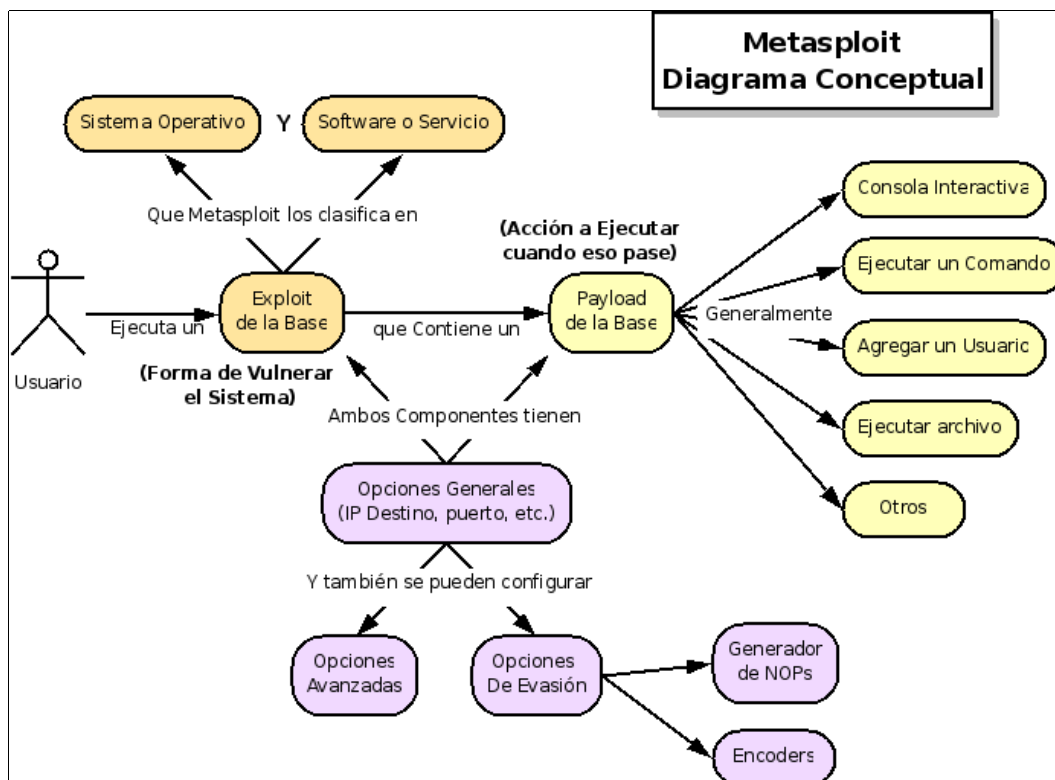 Metasploit
Diagrama Conceptual
Sistema Operativo
Y
Software o Servicio
Que Metasploit los clasifica en
Consola Interactiva
(Acción a Ejecutar
cuando eso pase)
Ejecutar un Comando
Usuario
Ejecuta un
Exploit
de la Base
(Forma de Vulnerar
el Sistema)
que Contiene un
Payload
de la Base
Generalmente
Agregar un Usuario
Ejecutar archivo
Otros
Ambos Componentes tienen
Opciones Generales
(IP Destino, puerto, etc.)
Y también se pueden configurar
Opciones
Avanzadas
Opciones
De Evasión
Generador
de NOPs
Encoders